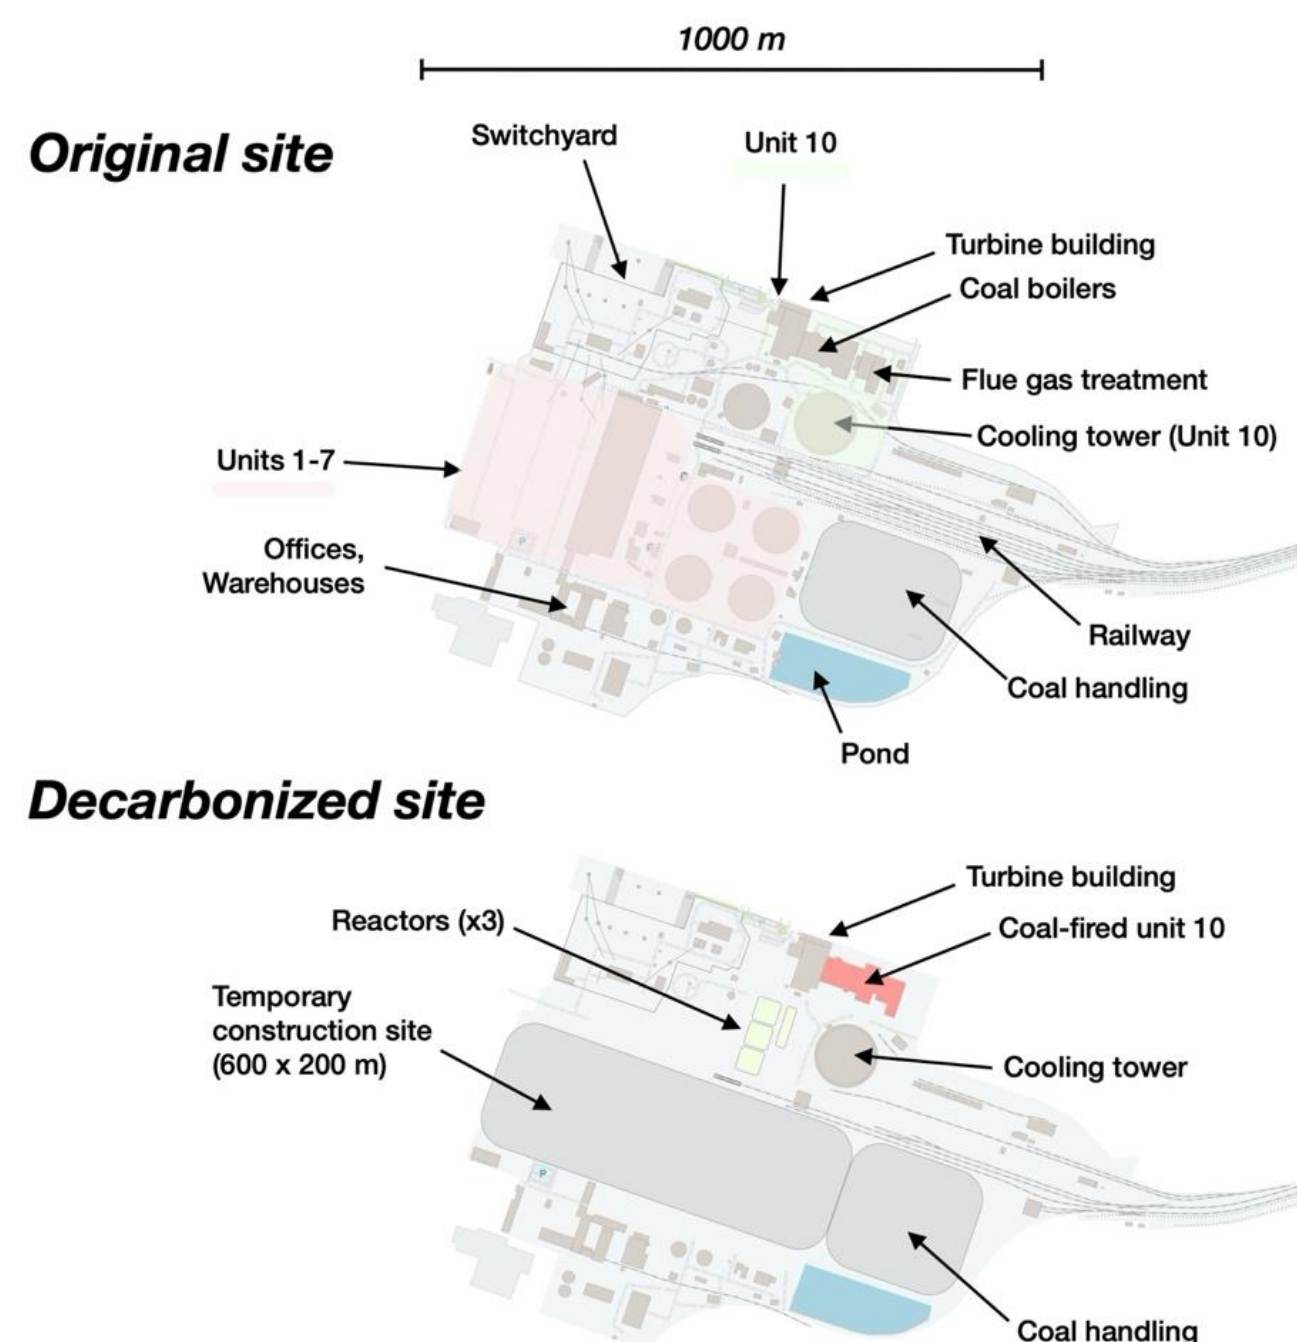 1000 m
Original site
Switchyard
Unit 10
Turbine building
Coal boilers
Flue gas treatment
Cooling tower (Unit 10)
Units 1-7
Offices,
Warehouses
P
Railway
Coal handling
Pond
Decarbonized site
Turbine building
Reactors (x3)
Coal-fired unit 10
Temporary
construction site
(600 x 200 m)
Cooling tower
P
Coal handling